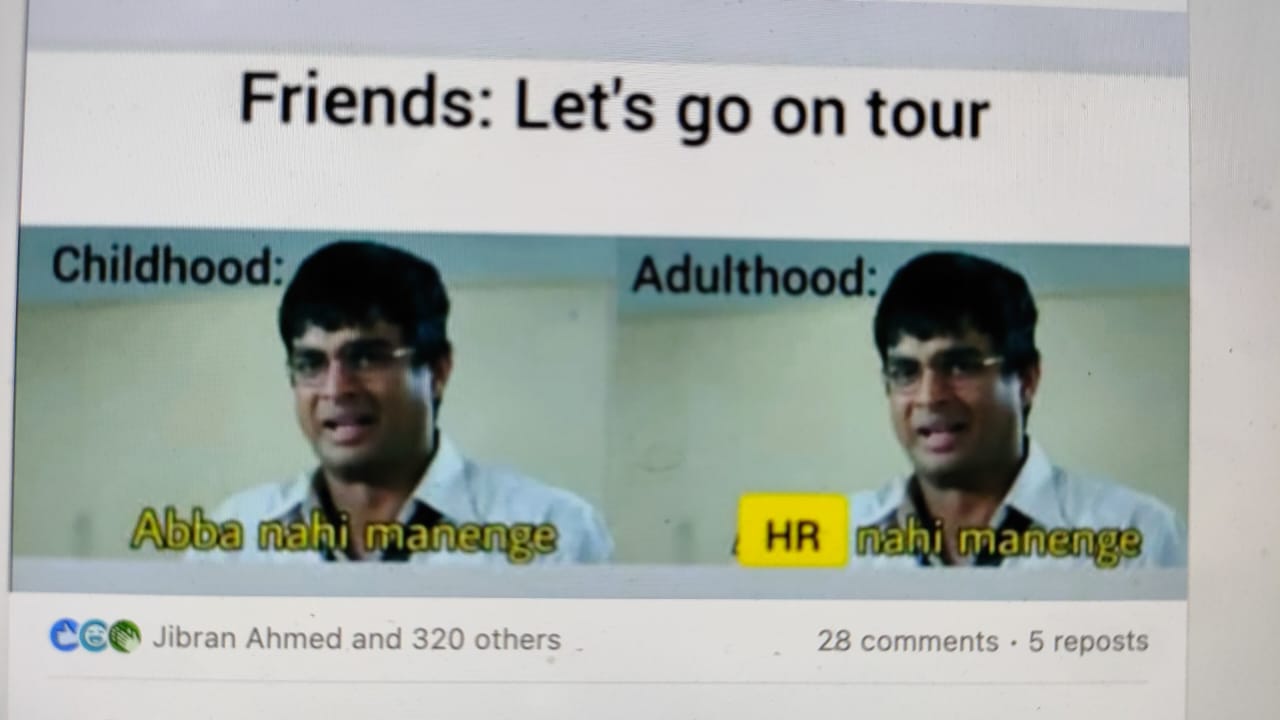 Friends: Let's go on tour
Childhood:
Adulthood:
Abba nahi manenge
HR nahi manenge
Jibran Ahmed and 320 others
28 comments · 5 reposts